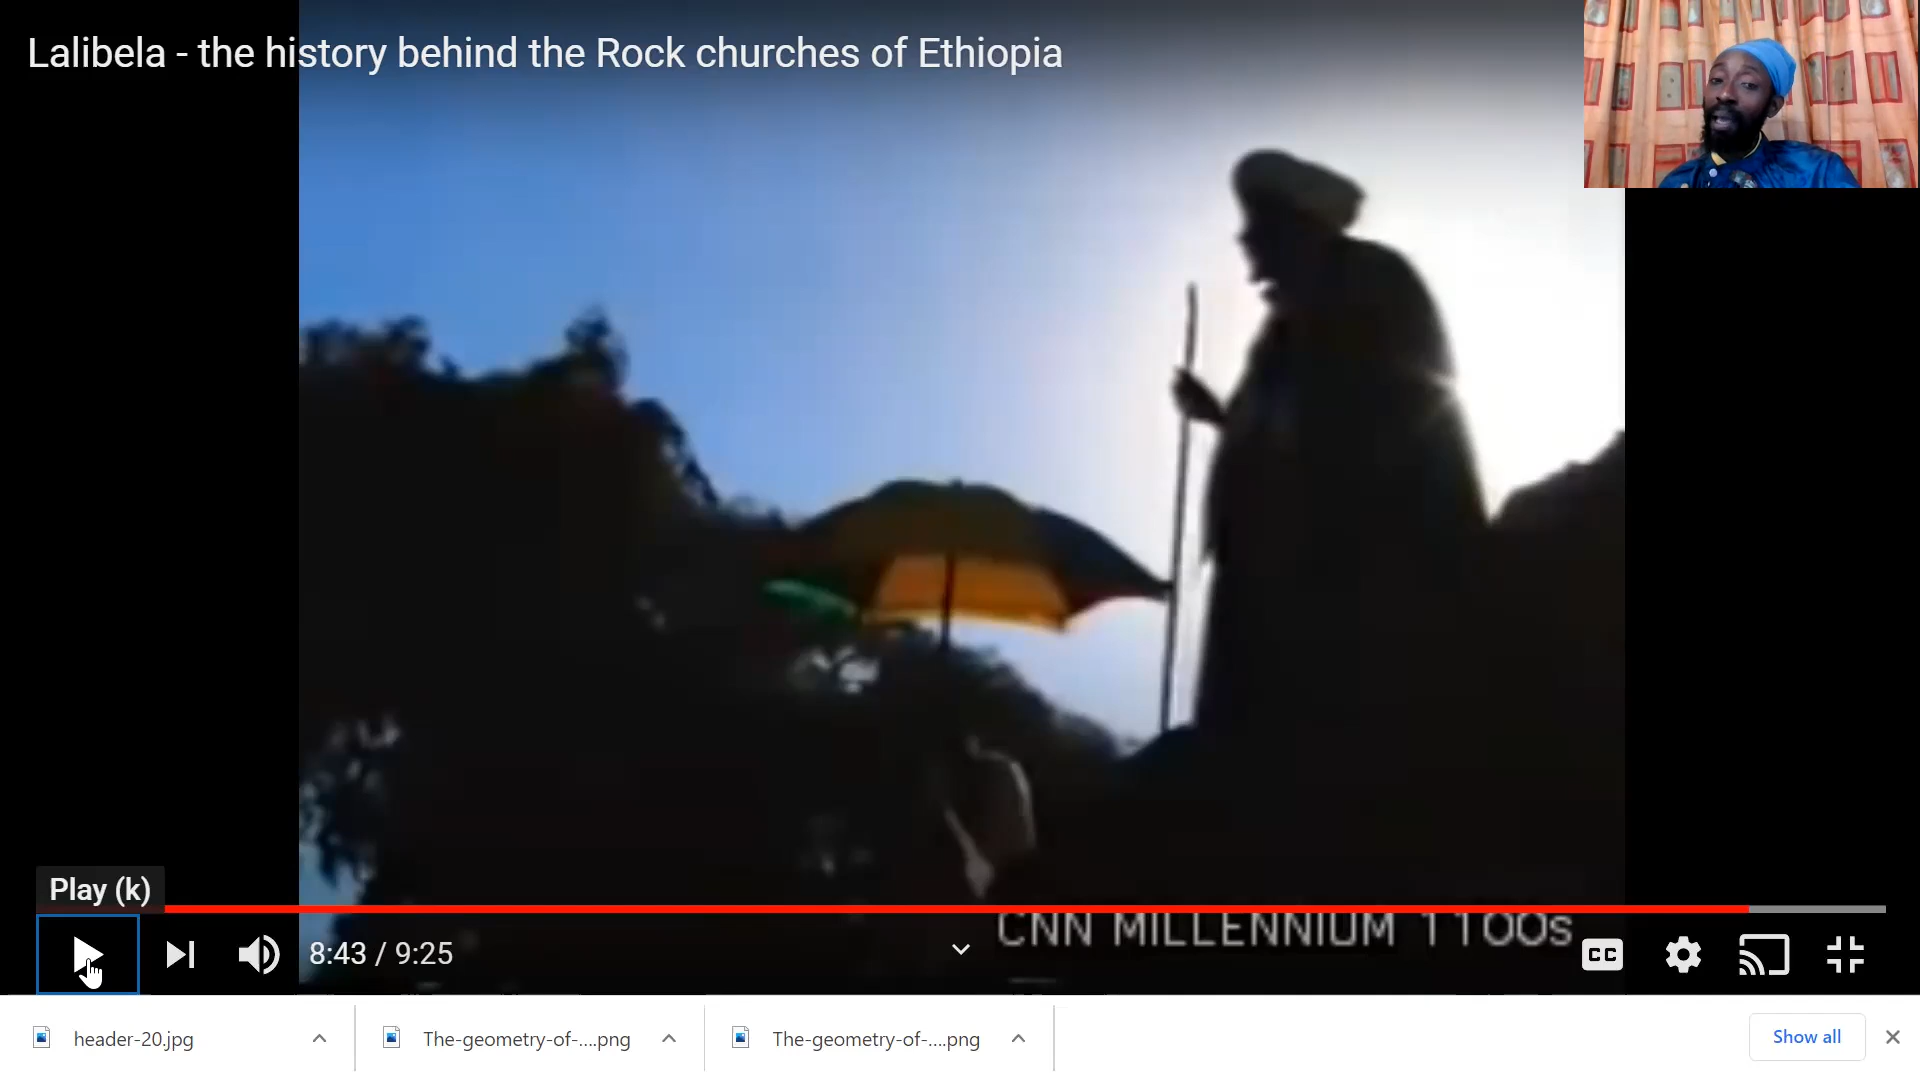 Lalibela - the history behind the Rock churches of Ethiopia
CNN MILLENNIUM 1100s
Play (k)
8:43 / 9:25
CC
header-20.jpg
The-geometry-of-....png
The-geometry-of-....png
Show all